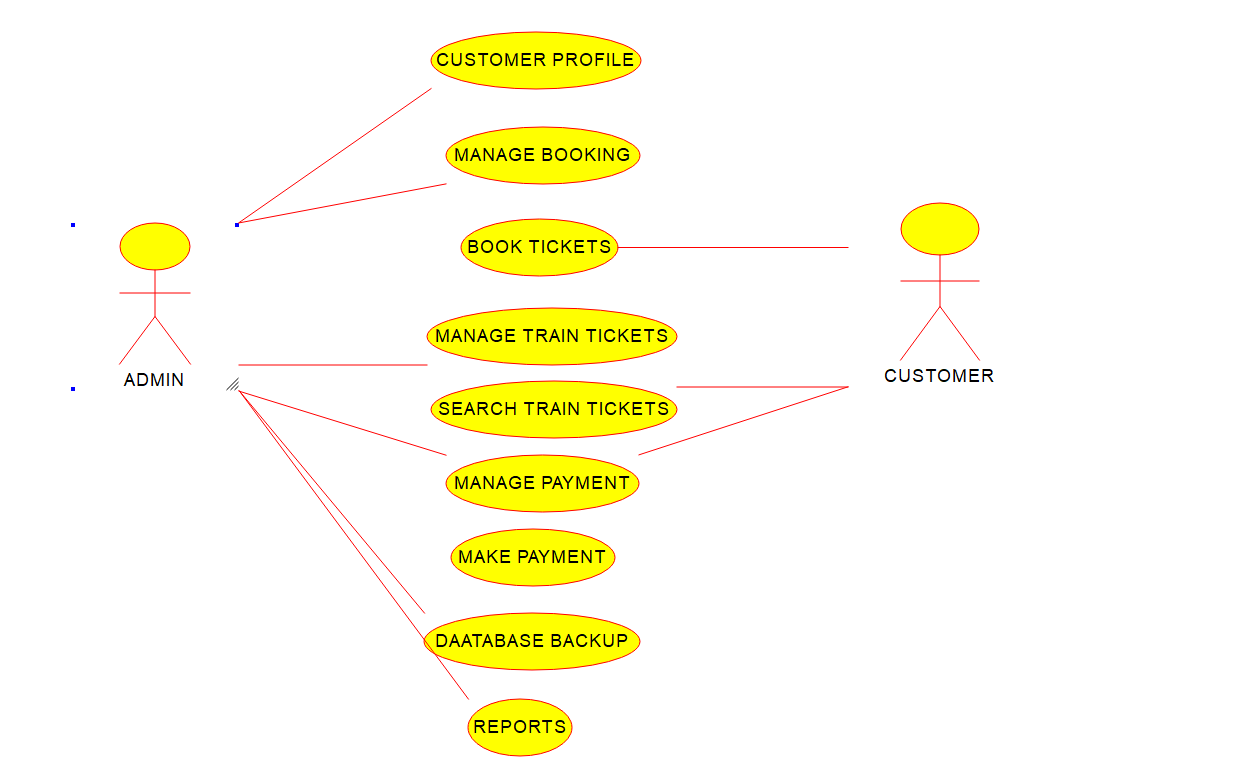 CUSTOMER PROFILE
MANAGE BOOKING
BOOK TICKETS
MANAGE TRAIN TICKETS
ADMIN
CUSTOMER
SEARCH TRAIN TICKETS
MANAGE PAYMENT
MAKE PAYMENT
DAATABASE BACKUP
REPORTS